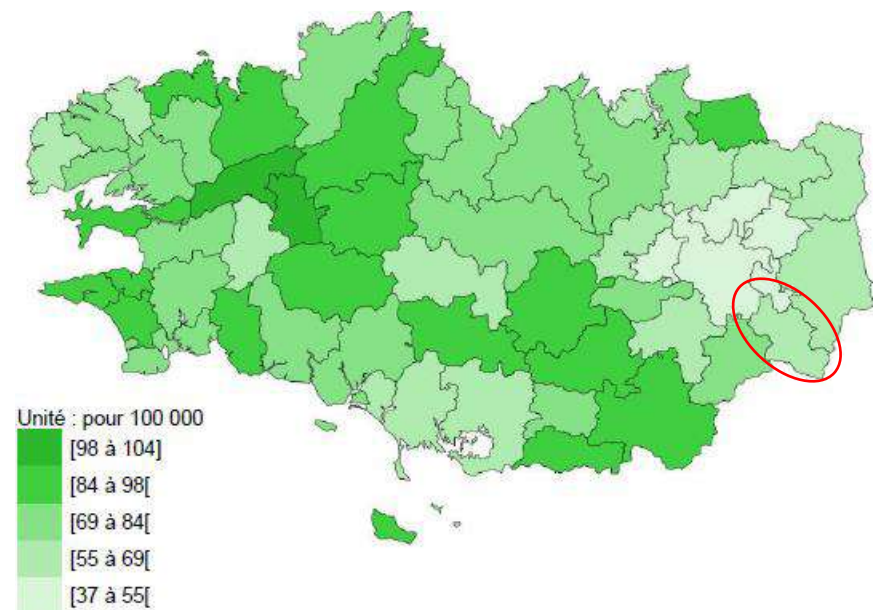 Unité : pour 100 000
[98 à 104]
[84 à 98[
[69 à 84[
[55 à 69[
[37 à 55[